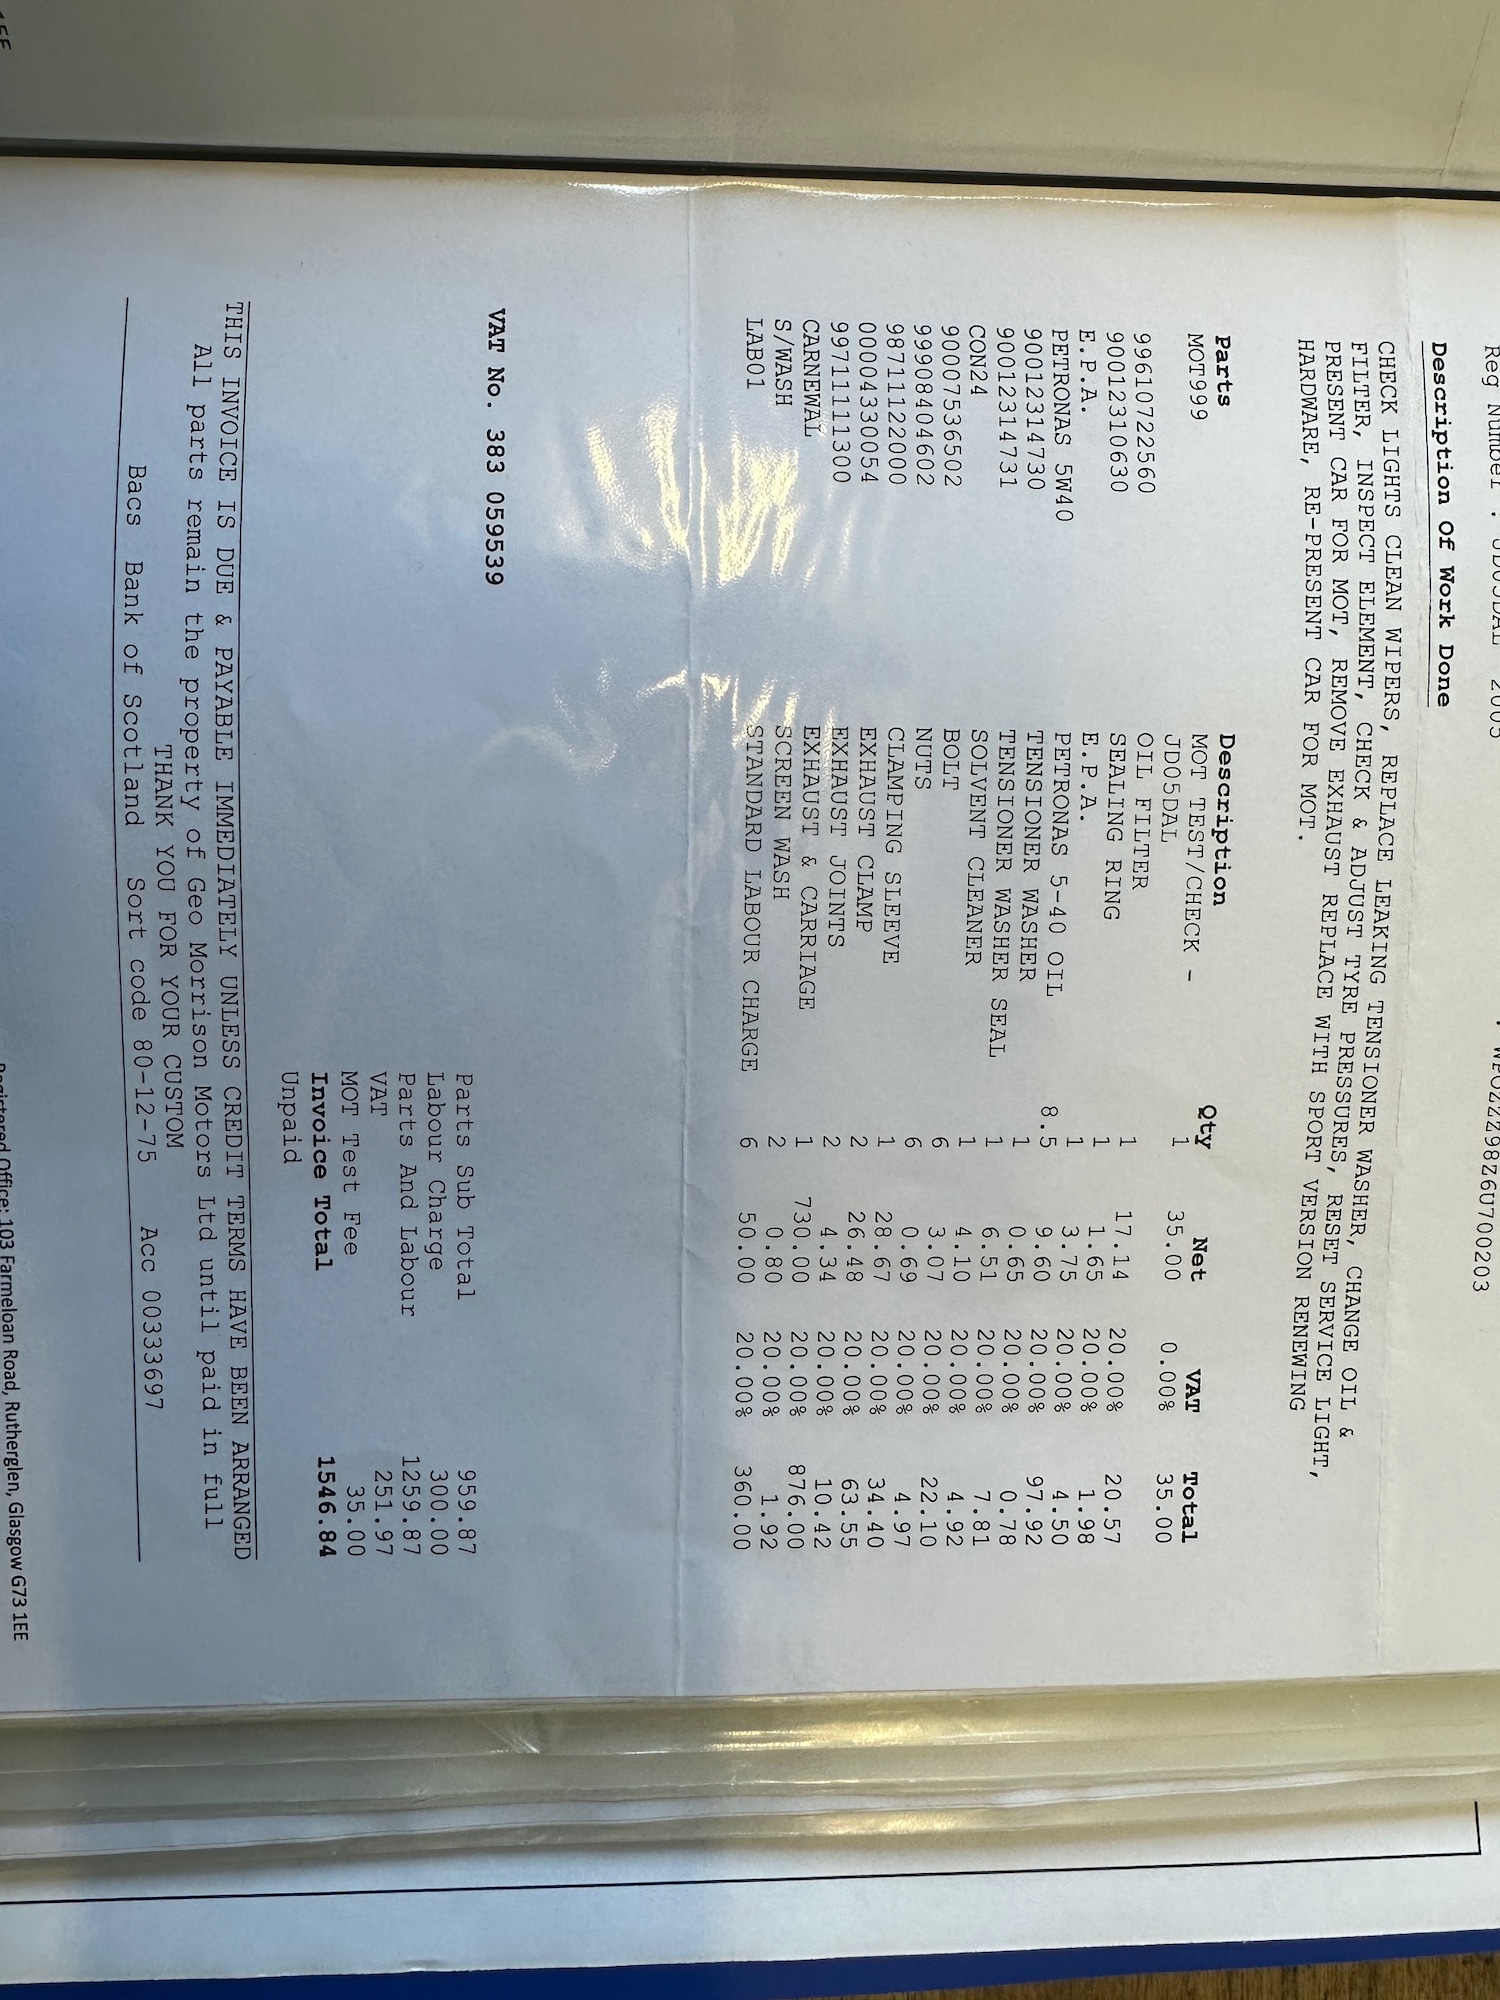 Reg Number : JD05DAL 2005
WP0ZZZ98Z6U700203
Description Of Work Done
CHECK LIGHTS CLEAN WIPERS, REPLACE LEAKING TENSIONER WASHER, CHANGE OIL &
FILTER, INSPECT ELEMENT, CHECK & ADJUST TYRE PRESSURES, RESET SERVICE LIGHT,
PRESENT CAR FOR MOT, REMOVE EXHAUST REPLACE WITH SPORT VERSION RENEWING
HARDWARE, RE-PRESENT CAR FOR MOT.
Parts Description Qty Net VAT Total
MOT999 MOT TEST/CHECK - 1 35.00 0.00% 35.00
JD05DAL
99610722560 OIL FILTER 1 17.14 20.00% 20.57
90012310630 SEALING RING 1 1.65 20.00% 1.98
E.P.A. E.P.A. 1 3.75 20.00% 4.50
PETRONAS 5W40 PETRONAS 5-40 OIL 8.5 9.60 20.00% 97.92
90012314730 TENSIONER WASHER 1 0.65 20.00% 0.78
90012314731 TENSIONER WASHER SEAL 1 6.51 20.00% 7.81
CON24 SOLVENT CLEANER 1 4.10 20.00% 4.92
90007536502 BOLT 6 3.07 20.00% 22.10
99908404602 NUTS 6 0.69 20.00% 4.97
98711122000 CLAMPING SLEEVE 1 28.67 20.00% 34.40
00004330054 EXHAUST CLAMP 2 26.48 20.00% 63.55
99711111300 EXHAUST JOINTS 2 4.34 20.00% 10.42
CARNEWAL EXHAUST & CARRIAGE 1 730.00 20.00% 876.00
S/WASH SCREEN WASH 2 0.80 20.00% 1.92
LAB01 STANDARD LABOUR CHARGE 6 50.00 20.00% 360.00
VAT No. 383 059539
Parts Sub Total 959.87
Labour Charge 300.00
Parts And Labour 1259.87
VAT 251.97
MOT Test Fee 35.00
Invoice Total 1546.84
Unpaid
THIS INVOICE IS DUE & PAYABLE IMMEDIATELY UNLESS CREDIT TERMS HAVE BEEN ARRANGED
All parts remain the property of Geo Morrison Motors Ltd until paid in full
THANK YOU FOR YOUR CUSTOM
Bacs Bank of Scotland Sort code 80-12-75 Acc 00333697
Registered Office: 103 Farmeloan Road, Rutherglen, Glasgow G73 1EE
1EE